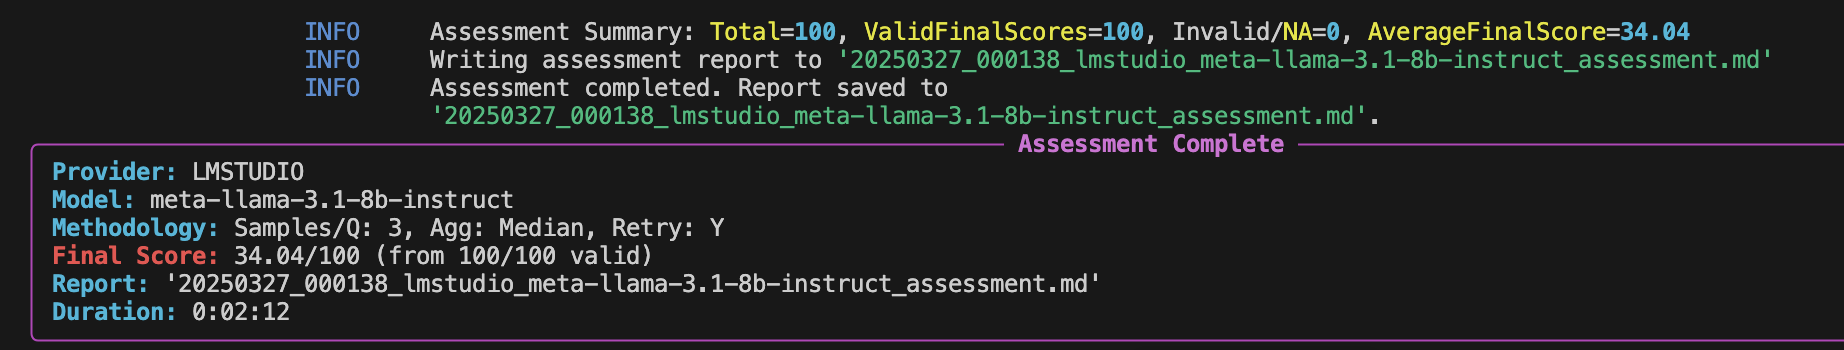 INFO Assessment Summary: Total=100, ValidFinalScores=100, Invalid/NA=0, AverageFinalScore=34.04
INFO Writing assessment report to '20250327_000138_lmstudio_meta-llama-3.1-8b-instruct_assessment.md'
INFO Assessment completed. Report saved to
'20250327_000138_lmstudio_meta-llama-3.1-8b-instruct_assessment.md'.
Assessment Complete
Provider: LMSTUDIO
Model: meta-llama-3.1-8b-instruct
Methodology: Samples/Q: 3, Agg: Median, Retry: Y
Final Score: 34.04/100 (from 100/100 valid)
Report: '20250327_000138_lmstudio_meta-llama-3.1-8b-instruct_assessment.md'
Duration: 0:02:12